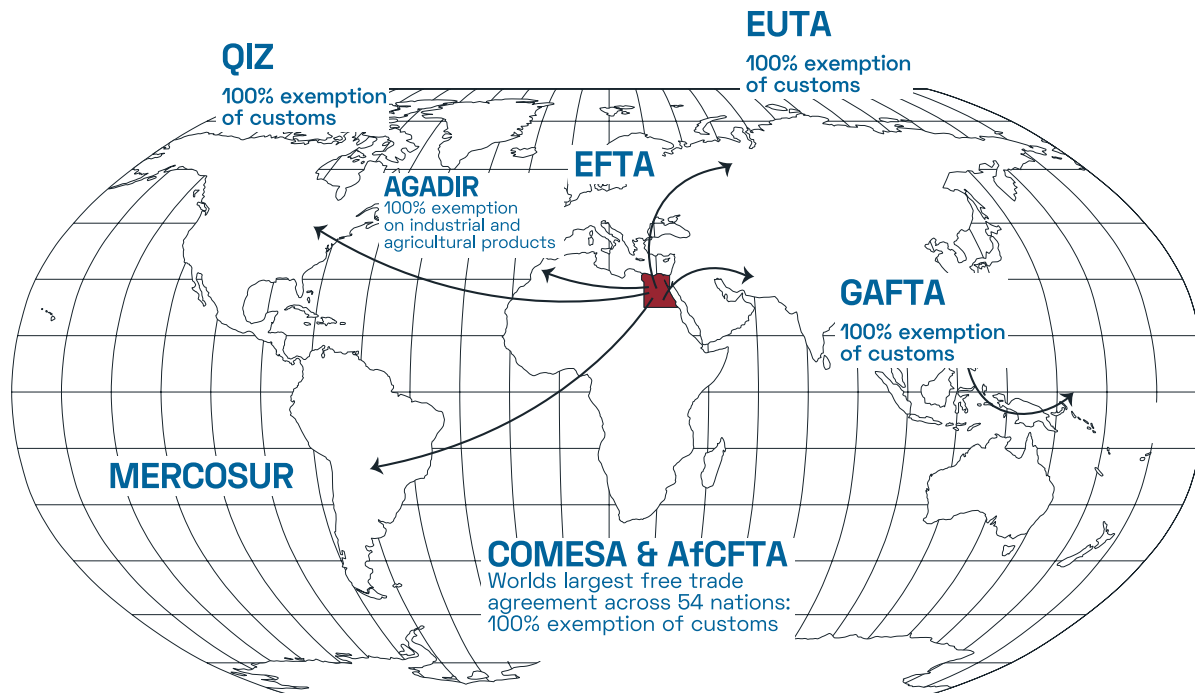 QIZ
100% exemption
of customs
EUTA
100% exemption
of customs
EFTA
AGADIR
100% exemption
on industrial and
agricultural products
GAFTA
100% exemption
of customs
MERCOSUR
COMESA & AfCFTA
Worlds largest free trade
agreement across 54 nations:
100% exemption of customs